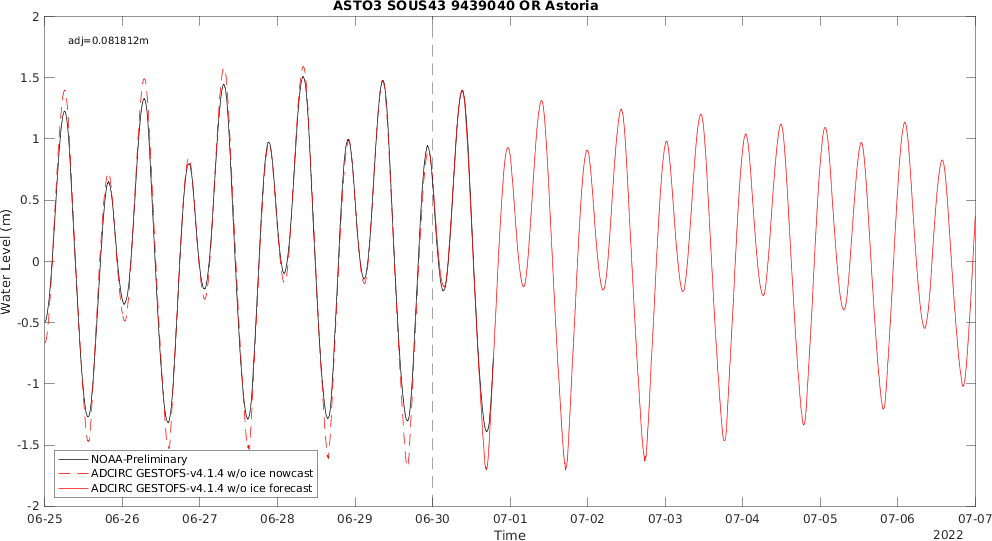 ASTO3 SOUS43 9439040 OR Astoria
adj=0.081812m
Water Level (m)
2
1.5
1
0.5
0
-0.5
-1
-1.5
-2
NOAA-Preliminary
ADCIRC GESTOFS-v4.1.4 w/o ice nowcast
ADCIRC GESTOFS-v4.1.4 w/o ice forecast
06-25 06-26 06-27 06-28 06-29 06-30 07-01 07-02 07-03 07-04 07-05 07-06 07-07
Time
2022